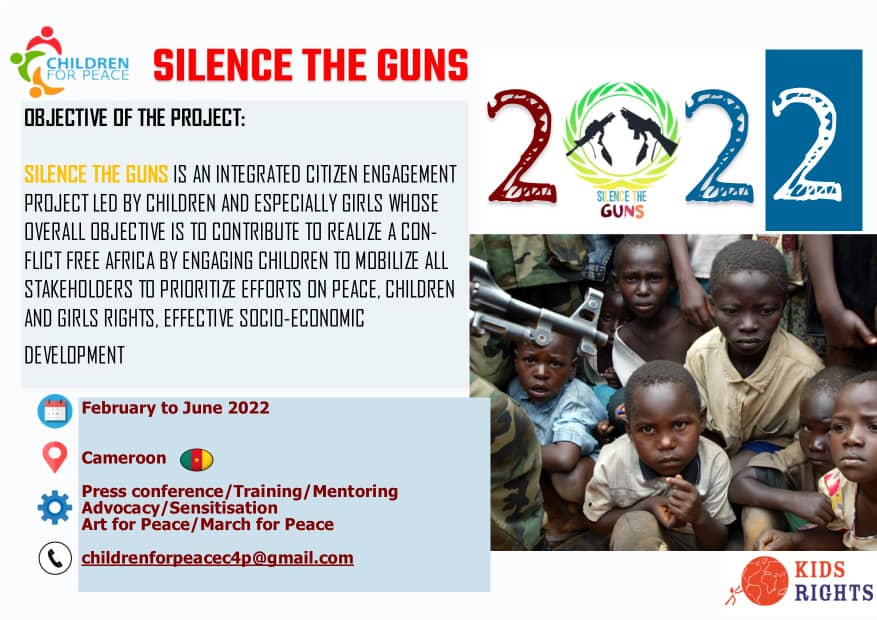 CHILDREN
FOR PEACE
SILENCE THE GUNS
2022
SILENCE THE
GUNS
OBJECTIVE OF THE PROJECT:
SILENCE THE GUNS IS AN INTEGRATED CITIZEN ENGAGEMENT
PROJECT LED BY CHILDREN AND ESPECIALLY GIRLS WHOSE
OVERALL OBJECTIVE IS TO CONTRIBUTE TO REALIZE A CON-
FLICT FREE AFRICA BY ENGAGING CHILDREN TO MOBILIZE ALL
STAKEHOLDERS TO PRIORITIZE EFFORTS ON PEACE, CHILDREN
AND GIRLS RIGHTS, EFFECTIVE SOCIO-ECONOMIC
DEVELOPMENT
February to June 2022
Cameroon
Press conference/Training/Mentoring
Advocacy/Sensitisation
Art for Peace/March for Peace
childrenforpeacec4p@gmail.com
KIDS
RIGHTS